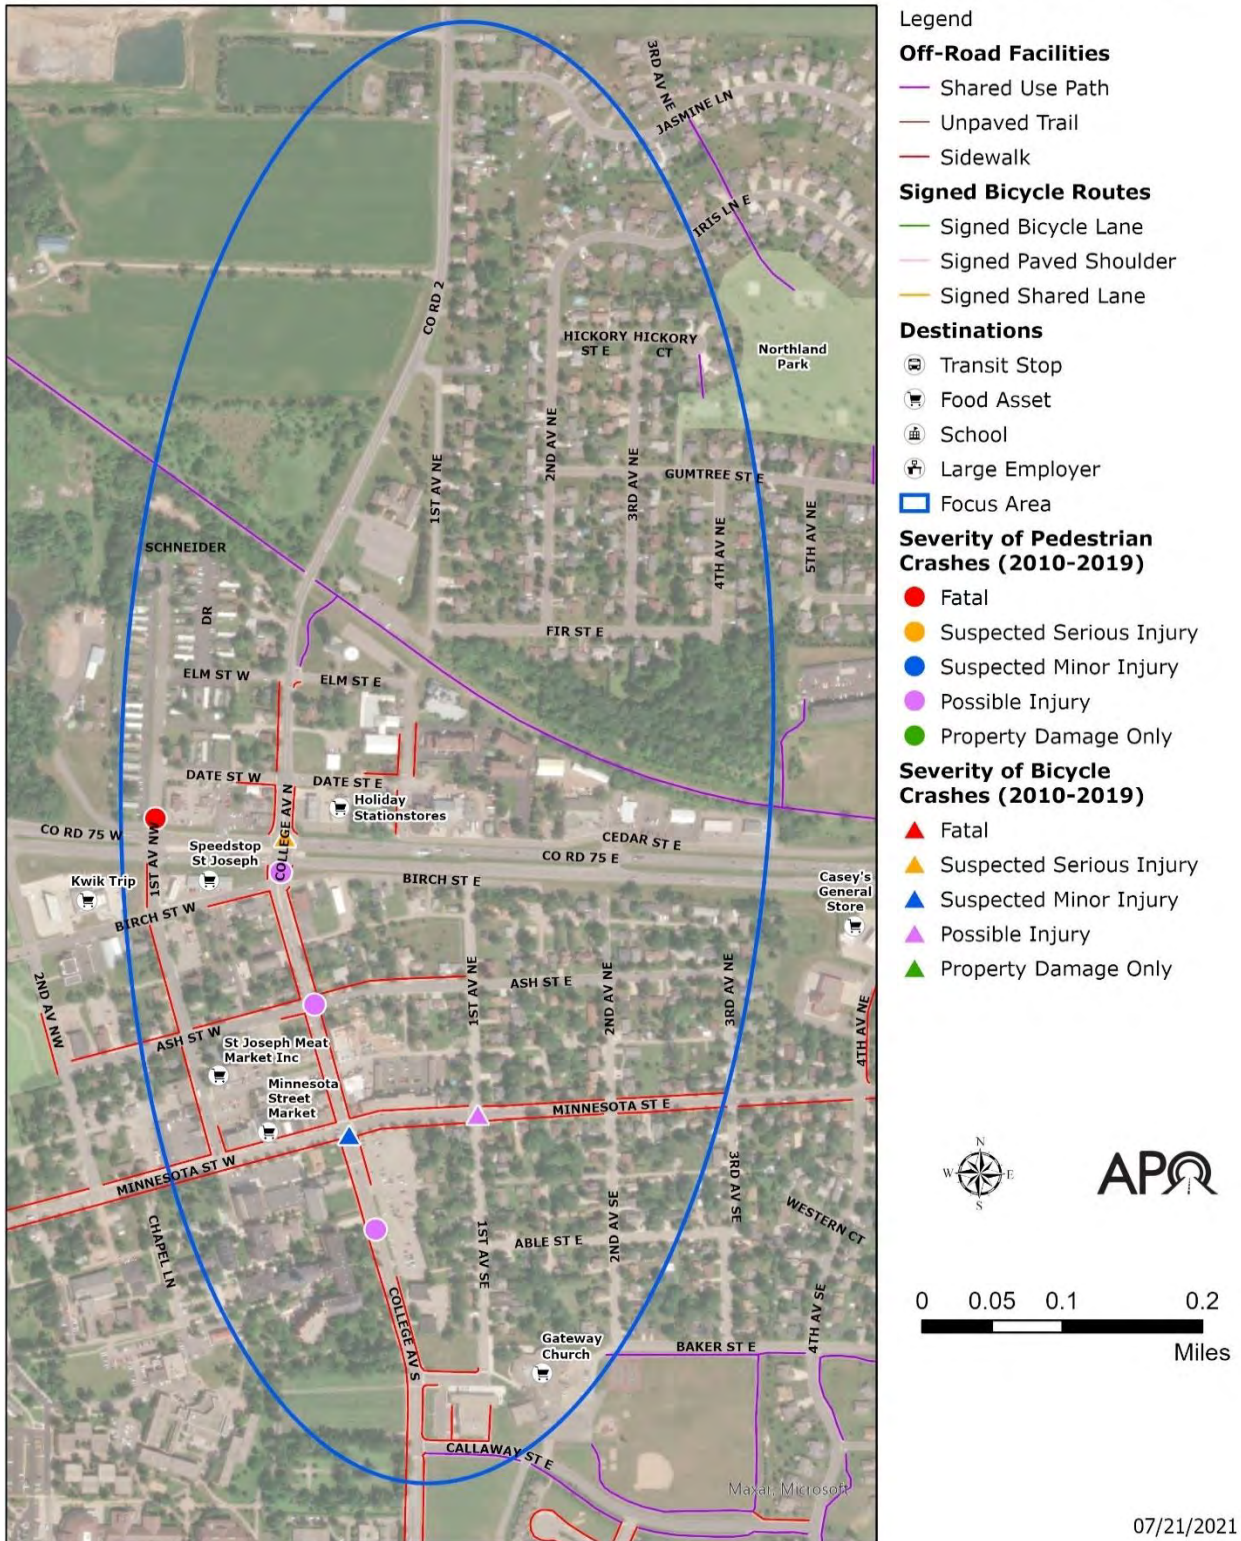 3RD AV NE
JASMINE LN
IRIS LN E
CO RD 2
HICKORY
ST E
HICKORY
CT
Northland
Park
2ND AV NE
1ST AV NE
3RD AV NE
GUMTREE ST E
4TH AV NE
5TH AV NE
SCHNEIDER
DR
FIR ST E
ELM ST W
ELM ST E
DATE ST W
DATE ST E
COLLEGE AV N
Holiday
Stationstores
CO RD 75 W
1ST AV NW
Speedstop
St Joseph
CEDAR ST E
CO RD 75 E
Kwik Trip
BIRCH ST W
BIRCH ST E
Casey's
General
Store
2ND AV NW
ASH ST W
ASH ST E
1ST AV NE
2ND AV NE
3RD AV NE
4TH AV NE
St Joseph Meat
Market Inc
Minnesota
Street
Market
MINNESOTA ST E
MINNESOTA ST W
CHAPEL LN
3RD AV SE
WESTERN CT
1ST AV SE
ABLE ST E
2ND AV SE
COLLEGE AV S
Gateway
Church
BAKER ST E
4TH AV SE
CALLAWAY ST E
Maxar, Microsoft
Legend
Off-Road Facilities
Shared Use Path
Unpaved Trail
Sidewalk
Signed Bicycle Routes
Signed Bicycle Lane
Signed Paved Shoulder
Signed Shared Lane
Destinations
Transit Stop
Food Asset
School
Large Employer
Focus Area
Severity of Pedestrian
Crashes (2010-2019)
Fatal
Suspected Serious Injury
Suspected Minor Injury
Possible Injury
Property Damage Only
Severity of Bicycle
Crashes (2010-2019)
Fatal
Suspected Serious Injury
Suspected Minor Injury
Possible Injury
Property Damage Only
N
W E
S
APO
0 0.05 0.1 0.2
Miles
07/21/2021